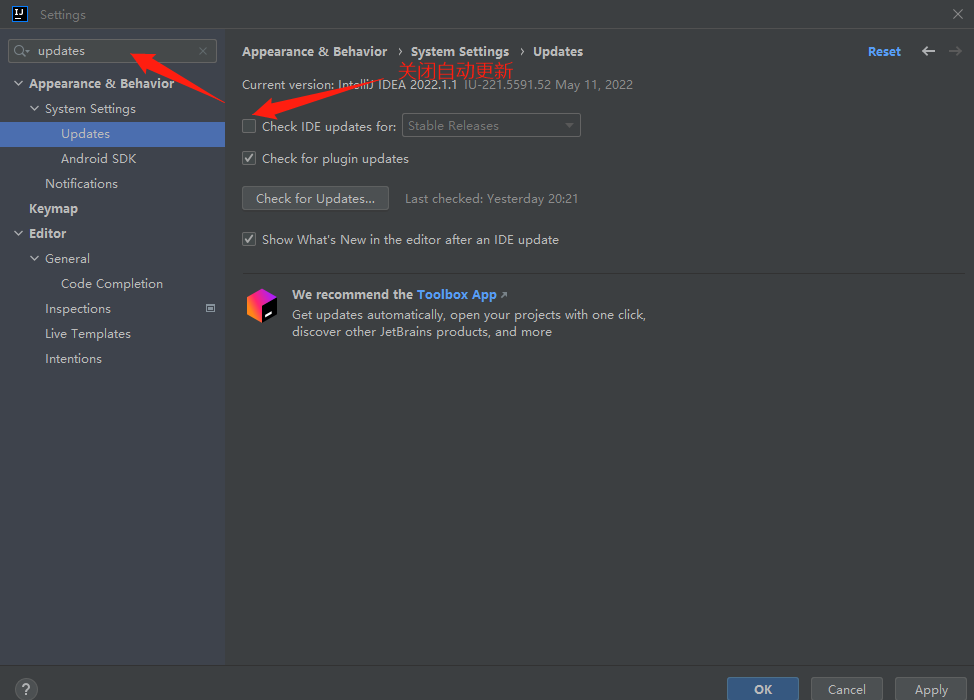 Settings
updates
Appearance & Behavior
System Settings
Updates
Android SDK
Notifications
Keymap
Editor
General
Code Completion
Inspections
Live Templates
Intentions
Appearance & Behavior › System Settings › Updates
Reset
关闭自动更新
Current version: IntelliJ IDEA 2022.1.1 IU-221.5591.52 May 11, 2022
Check IDE updates for: Stable Releases
Check for plugin updates
Check for Updates... Last checked: Yesterday 20:21
Show What's New in the editor after an IDE update
We recommend the Toolbox App ↗
Get updates automatically, open your projects with one click,
discover other JetBrains products, and more
? OK Cancel Apply